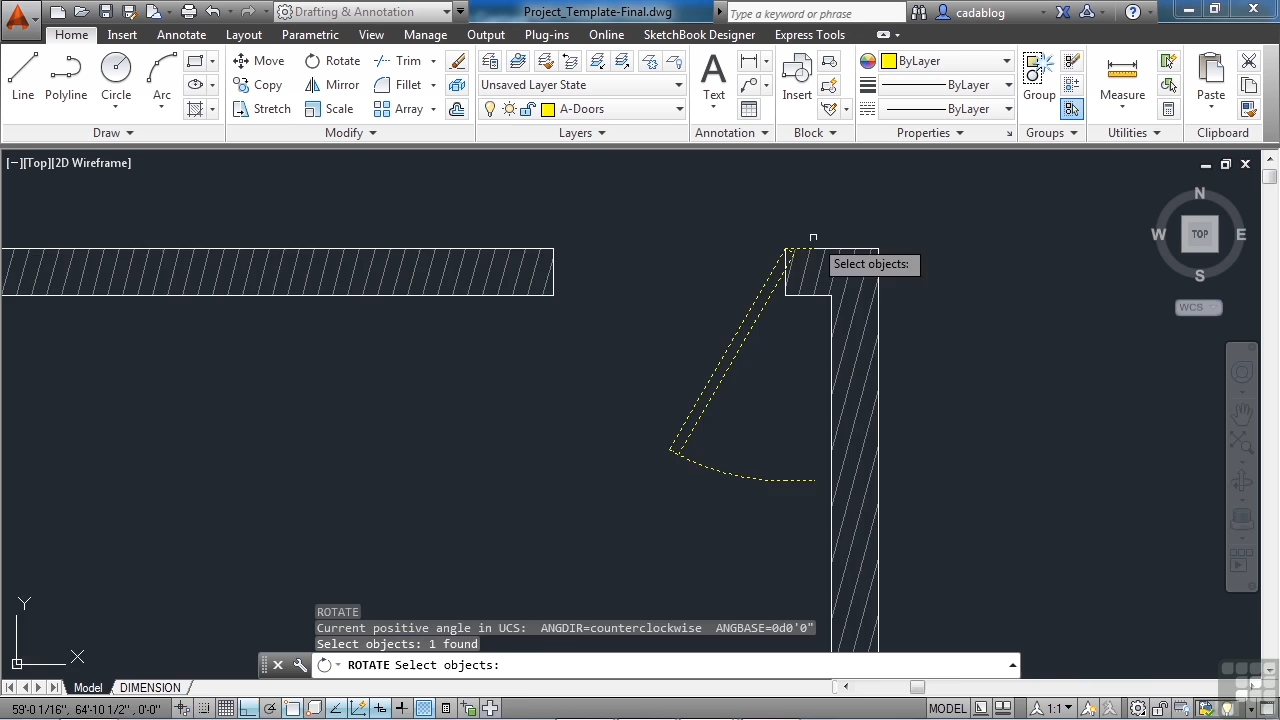 Drafting & Annotation
Project_Template-Final.dwg
Type a keyword or phrase
cadablog
Home Insert Annotate Layout Parametric View Manage Output Plug-ins Online SketchBook Designer Express Tools
Line
Polyline
Circle
Arc
Move Rotate Trim
Copy Mirror Fillet
Stretch Scale Array
Unsaved Layer State
A-Doors
Text
Insert
ByLayer
ByLayer
ByLayer
Group
Measure
Paste
Draw Modify Layers Annotation Block Properties Groups Utilities Clipboard
[−][Top][2D Wireframe]
N
W TOP E
S
WCS
Select objects:
Y
X
ROTATE
Current positive angle in UCS: ANGDIR=counterclockwise ANGBASE=0d0'0"
Select objects: 1 found
ROTATE Select objects:
Model DIMENSION
59'-0 1/16", 64'-10 1/2" ,0'-0"
MODEL
1:1